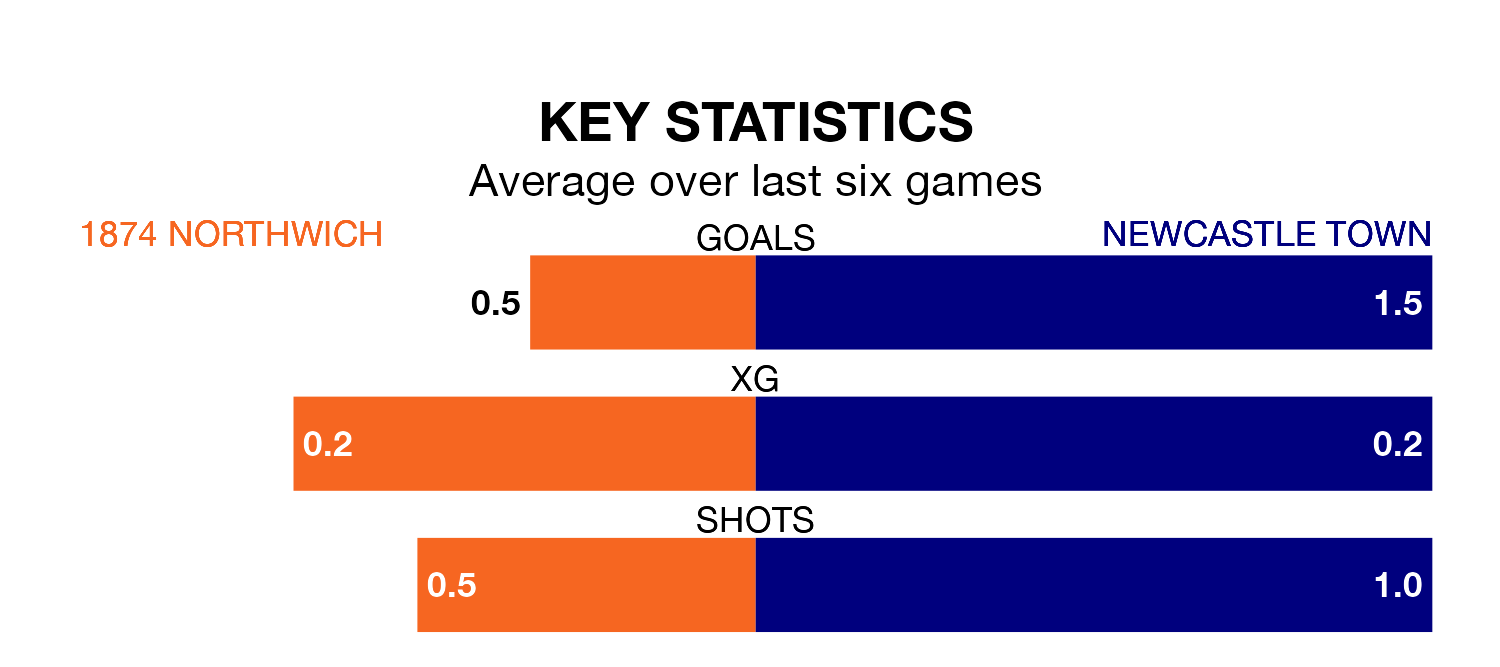 KEY STATISTICS
Average over last six games
1874 NORTHWICH
GOALS
NEWCASTLE TOWN
0.5
1.5
XG
0.2
0.2
SHOTS
0.5
1.0